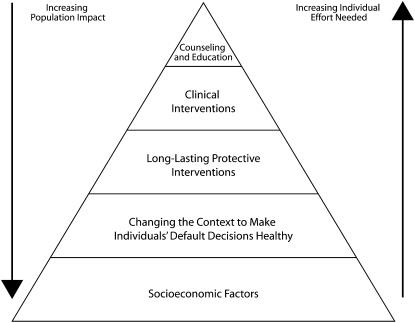 Increasing
Population Impact
Increasing Individual
Effort Needed
Counseling
and Education
Clinical
Interventions
Long-Lasting Protective
Interventions
Changing the Context to Make
Individuals' Default Decisions Healthy
Socioeconomic Factors